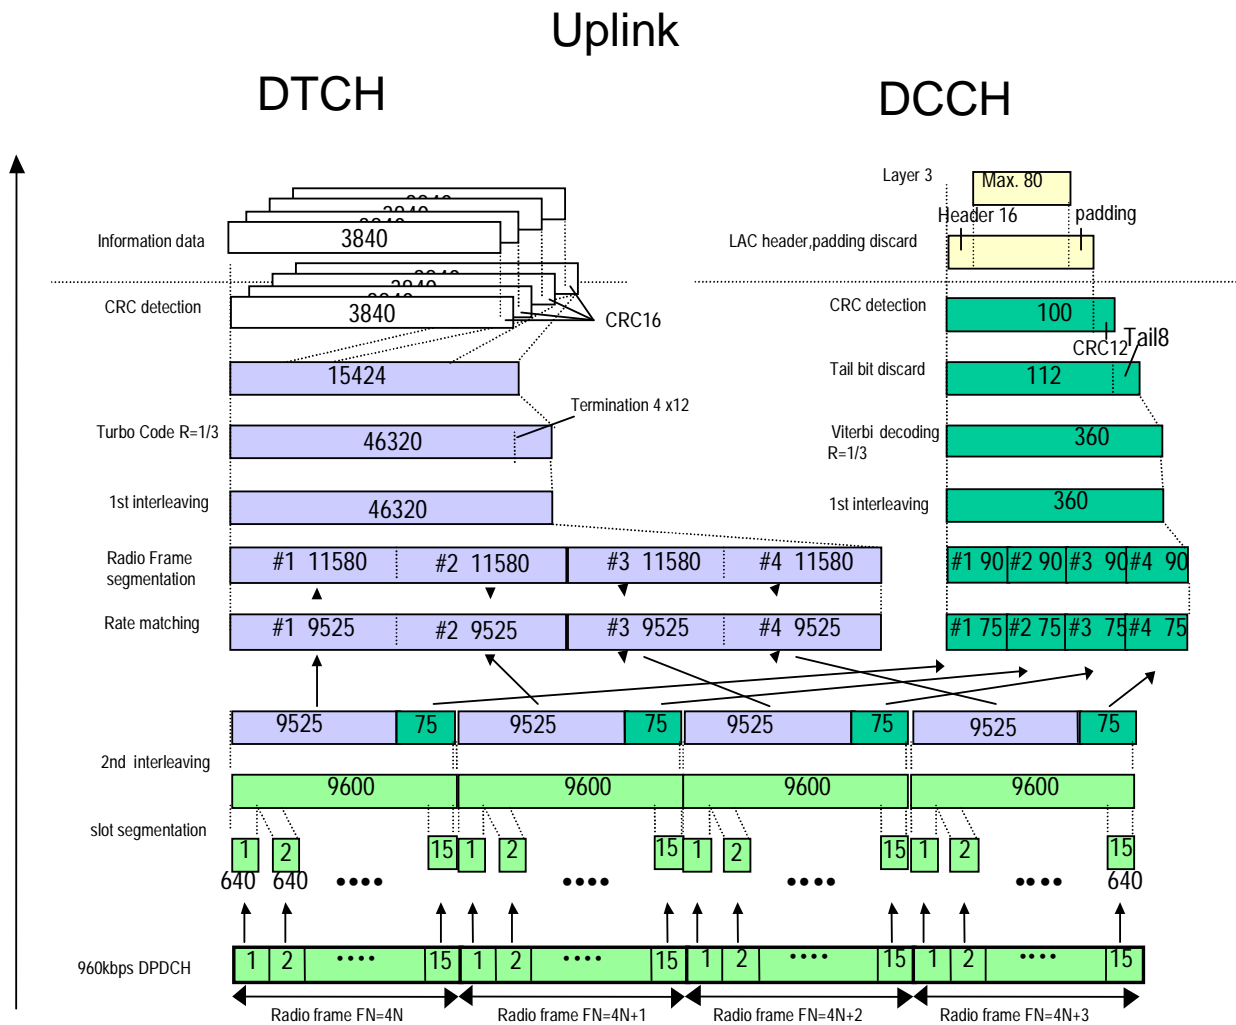 Uplink
DTCH
DCCH
Layer 3
Max. 80
Header 16
padding
Information data
3840
LAC header,padding discard
CRC detection
3840
CRC16
CRC detection
100
CRC12
Tail8
15424
Tail bit discard
112
Termination 4 x12
Turbo Code R=1/3
46320
Viterbi decoding
R=1/3
360
1st interleaving
46320
1st interleaving
360
Radio Frame
segmentation
#1 11580 #2 11580 #3 11580 #4 11580
#1 90 #2 90 #3 90 #4 90
Rate matching
#1 9525 #2 9525 #3 9525 #4 9525
#1 75 #2 75 #3 75 #4 75
9525 75 9525 75 9525 75 9525 75
2nd interleaving
9600 9600 9600 9600
slot segmentation
1 2 15 1 2 15 1 2 15 1 2 15
640 640 •••• •••• •••• •••• 640
960kbps DPDCH
1 2 •••• 15 1 2 •••• 15 1 2 •••• 15 1 2 •••• 15
Radio frame FN=4N Radio frame FN=4N+1 Radio frame FN=4N+2 Radio frame FN=4N+3